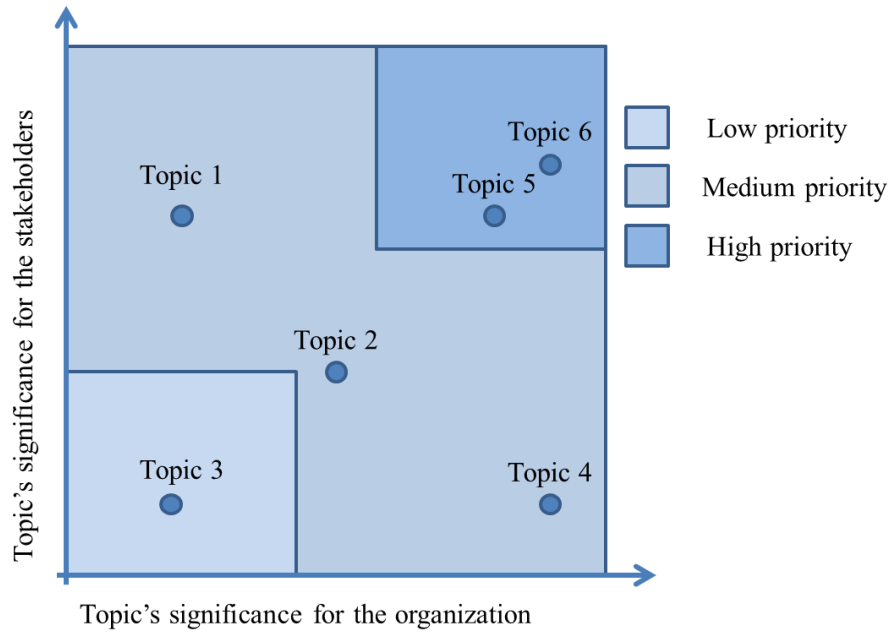 Topic's significance for the stakeholders
Topic 6
Topic 1
Topic 5
Topic 2
Topic 3
Topic 4
Low priority
Medium priority
High priority
Topic's significance for the organization